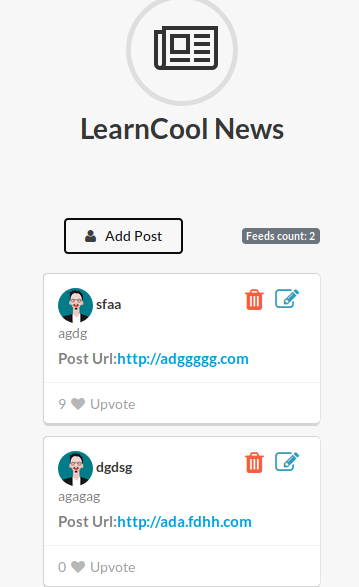 LearnCool News
Add Post
Feeds count: 2
sfaa
agdg
Post Url:http://adggggg.com
9 Upvote
dgdsg
agagag
Post Url:http://ada.fdhh.com
0 Upvote